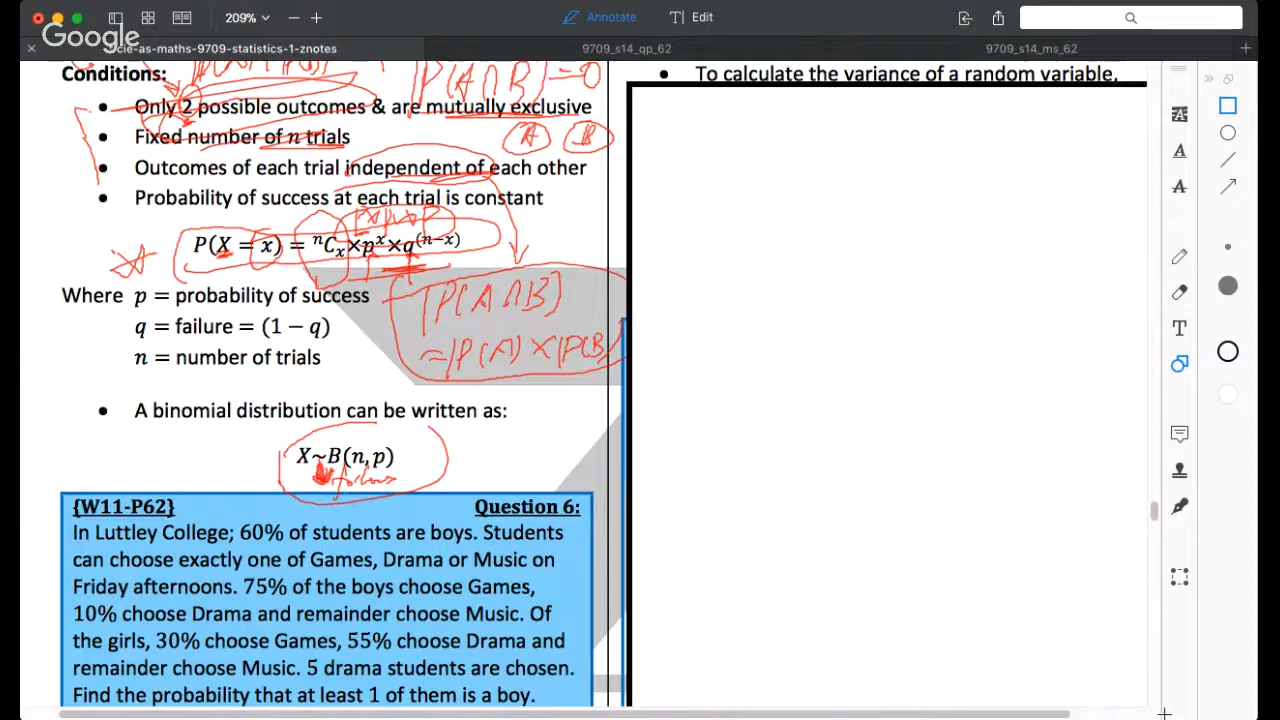 209%
Annotate
Edit
Google
cie-as-maths-9709-statistics-1-znotes
9709_s14_qp_62
9709_s14_ms_62
Conditions:
P(A∩B)=0
• Only 2 possible outcomes & are mutually exclusive
• Fixed number of n trials
A B
• Outcomes of each trial independent of each other
• Probability of success at each trial is constant
P×P×P
P(X = x) = ⁿCₓ×pˣ×q⁽ⁿ⁻ˣ⁾
Where p = probability of success
q = failure = (1 − q)
n = number of trials
P(A∩B)
=P(A)×P(B)
• A binomial distribution can be written as:
X~B(n,p)
follows
{W11-P62} Question 6:
In Luttley College; 60% of students are boys. Students
can choose exactly one of Games, Drama or Music on
Friday afternoons. 75% of the boys choose Games,
10% choose Drama and remainder choose Music. Of
the girls, 30% choose Games, 55% choose Drama and
remainder choose Music. 5 drama students are chosen.
Find the probability that at least 1 of them is a boy.
• To calculate the variance of a random variable,